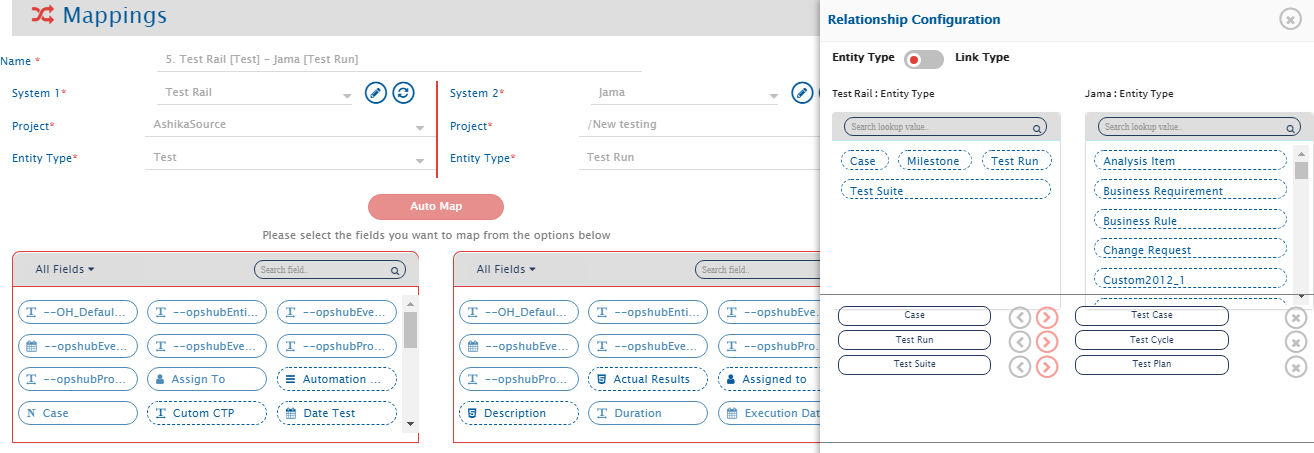 Mappings
Name *
5. Test Rail [Test] - Jama [Test Run]
System 1*
Test Rail
System 2*
Jama
Project*
AshikaSource
Project*
/New testing
Entity Type*
Test
Entity Type*
Test Run
Auto Map
Please select the fields you want to map from the options below
All Fields
Search field..
--OH_Defaul...
--opshubEnti...
--opshubEve...
--opshubEve...
--opshubEve...
--opshubPro...
--opshubPro...
Assign To
Automation ...
Case
Cutom CTP
Date Test
All Fields
Search field..
--OH_Defaul...
--opshubEnti...
--opshubEve
--opshubEve...
--opshubEve...
--opshubPro
--opshubPro...
Actual Results
Assigned to
Description
Duration
Execution Dat
Relationship Configuration
Entity Type
Link Type
Test Rail : Entity Type
Search lookup value..
Case
Milestone
Test Run
Test Suite
Jama : Entity Type
Search lookup value..
Analysis Item
Business Requirement
Business Rule
Change Request
Custom2012_1
Case
Test Case
Test Run
Test Cycle
Test Suite
Test Plan